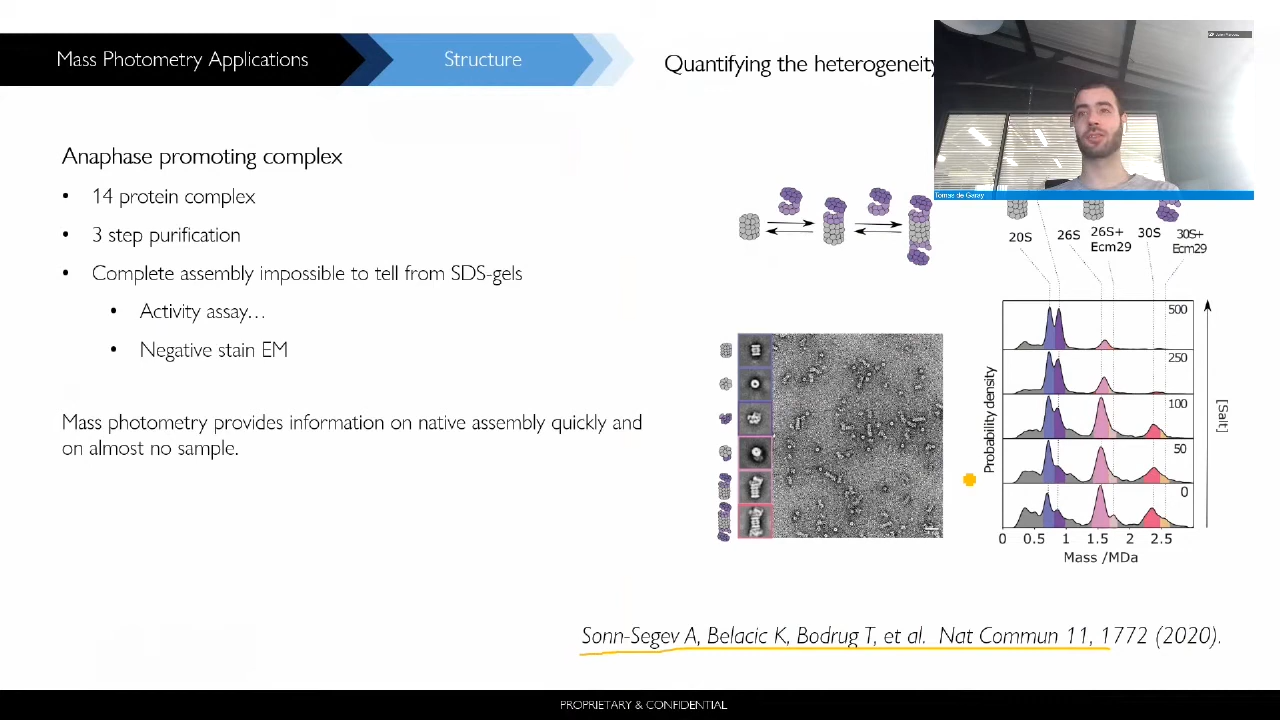 Mass Photometry Applications
Structure
Quantifying the heterogeneity
Tomas de Garay
Anaphase promoting complex
• 14 protein complex
• 3 step purification
• Complete assembly impossible to tell from SDS-gels
• Activity assay…
• Negative stain EM
Mass photometry provides information on native assembly quickly and
on almost no sample.
20S
26S
26S+
Ecm29
30S
30S+
Ecm29
500
250
100
50
0
Probability density
[Salt]
0 0.5 1 1.5 2 2.5
Mass /MDa
Sonn-Segev A, Belacic K, Bodrug T, et al. Nat Commun 11, 1772 (2020).
PROPRIETARY & CONFIDENTIAL